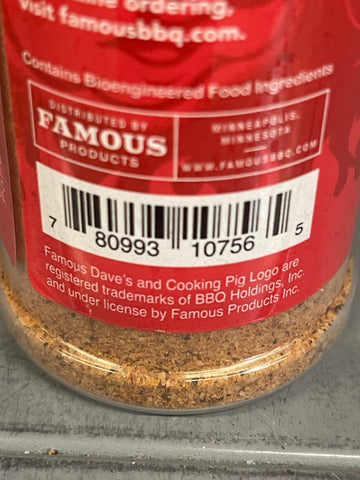 ordering,
visit famousbbq.com.
Contains Bioengineered Food Ingredients
DISTRIBUTED BY
FAMOUS
PRODUCTS
MINNEAPOLIS,
MINNESOTA
WWW.FAMOUSBBQ.COM
7 80993 10756 5
Famous Dave's and Cooking Pig Logo are
registered trademarks of BBQ Holdings, Inc.
and under license by Famous Products Inc.